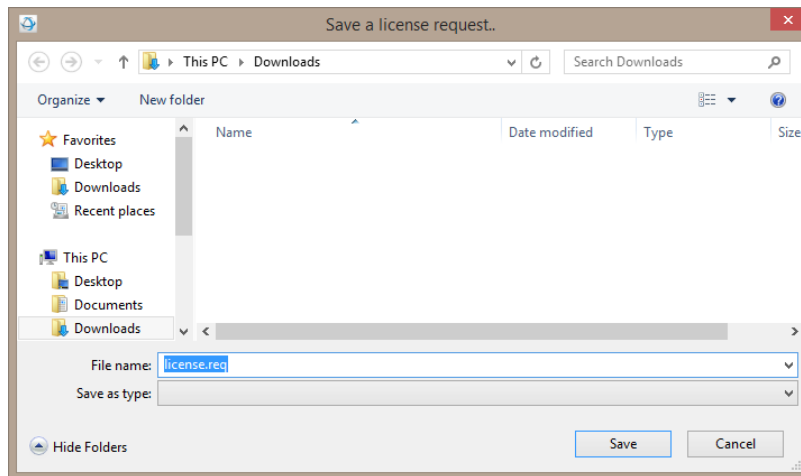 Save a license request..
This PC Downloads
Search Downloads
Organize New folder
Favorites
Desktop
Downloads
Recent places
This PC
Desktop
Documents
Downloads
Name Date modified Type Size
File name: license.req
Save as type:
Hide Folders Save Cancel